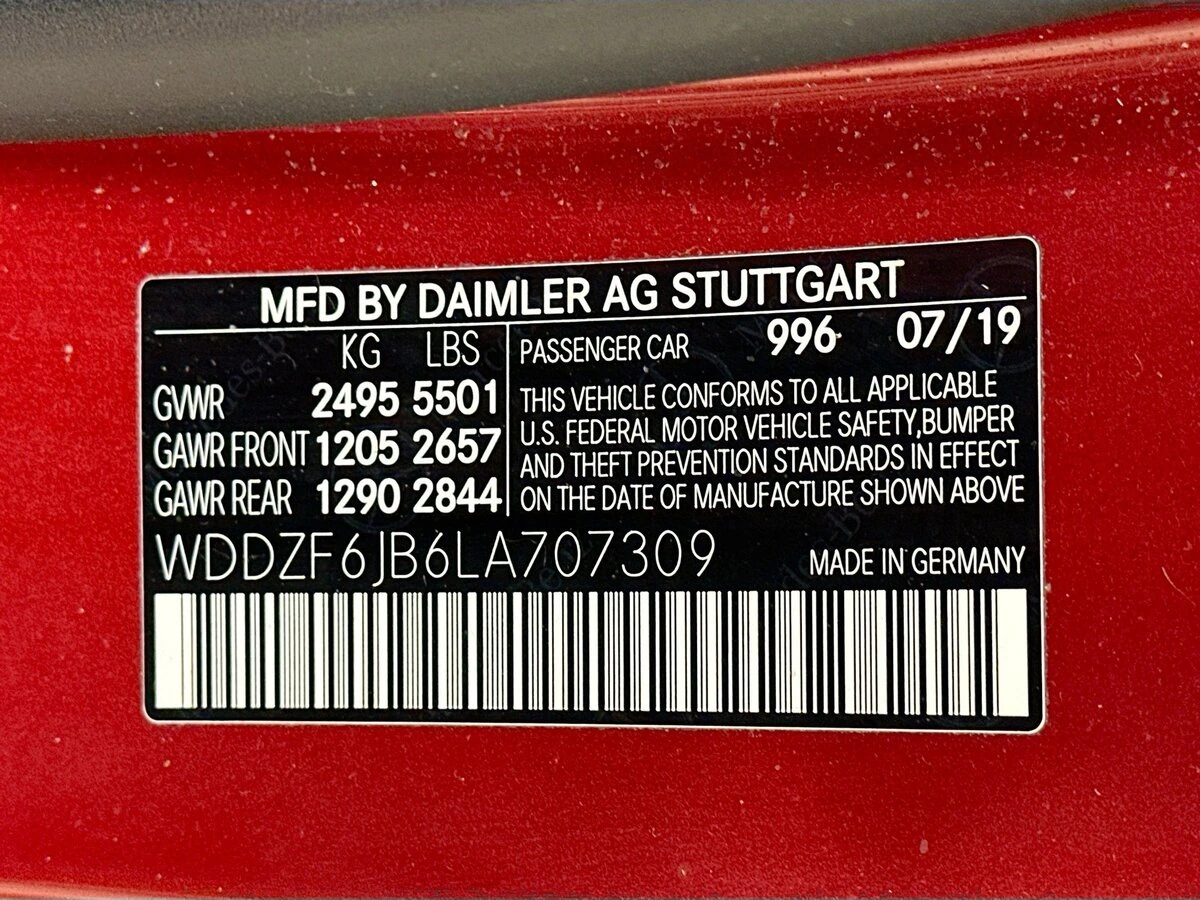 MFD BY DAIMLER AG STUTTGART
KG LBS
GVWR 2495 5501
GAWR FRONT 1205 2657
GAWR REAR 1290 2844
PASSENGER CAR 996 07/19
THIS VEHICLE CONFORMS TO ALL APPLICABLE
U.S. FEDERAL MOTOR VEHICLE SAFETY,BUMPER
AND THEFT PREVENTION STANDARDS IN EFFECT
ON THE DATE OF MANUFACTURE SHOWN ABOVE
WDDZF6JB6LA707309
MADE IN GERMANY